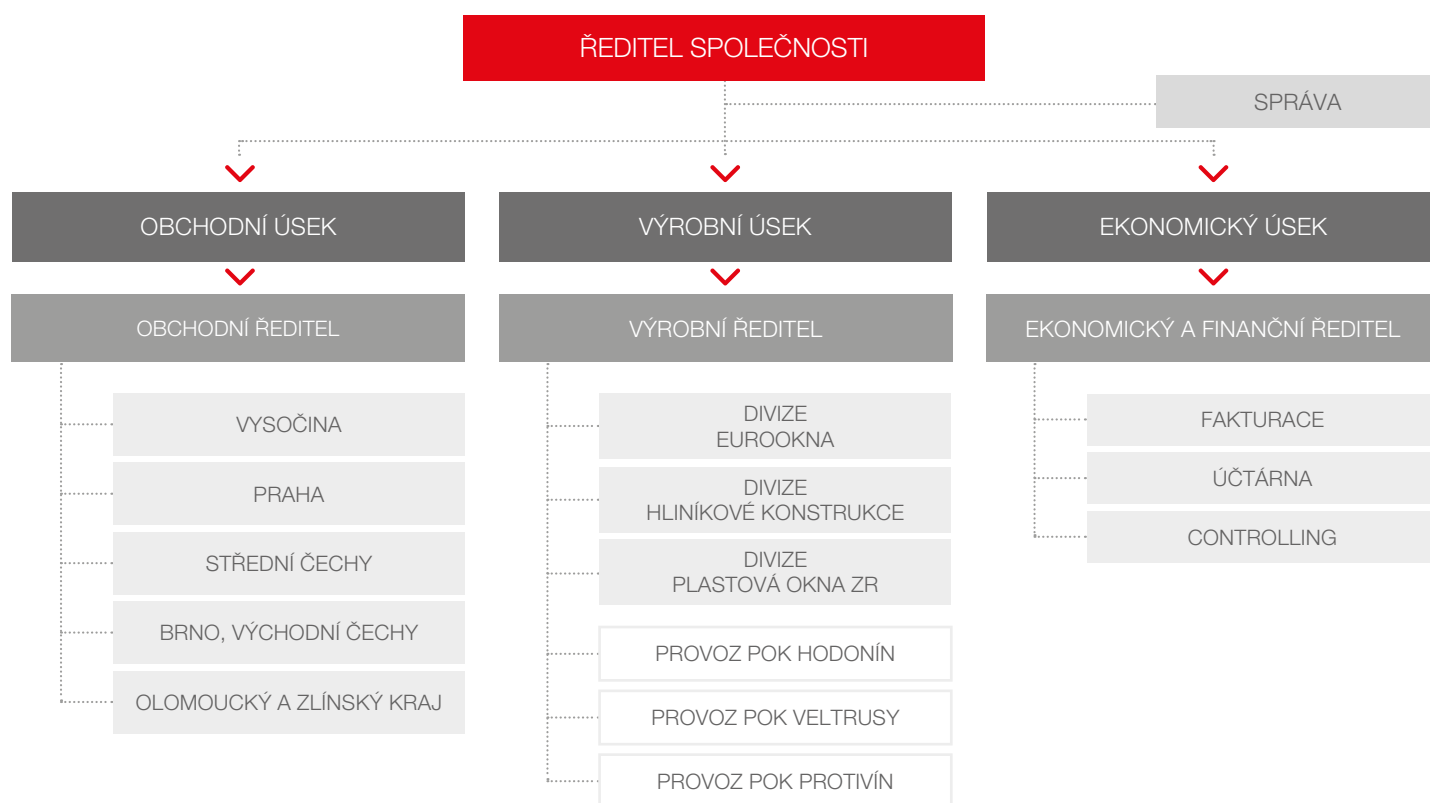 ŘEDITEL SPOLEČNOSTI
SPRÁVA
OBCHODNÍ ÚSEK
VÝROBNÍ ÚSEK
EKONOMICKÝ ÚSEK
OBCHODNÍ ŘEDITEL
VÝROBNÍ ŘEDITEL
EKONOMICKÝ A FINANČNÍ ŘEDITEL
VYSOČINA
PRAHA
STŘEDNÍ ČECHY
BRNO, VÝCHODNÍ ČECHY
OLOMOUCKÝ A ZLÍNSKÝ KRAJ
DIVIZE
EUROOKNA
DIVIZE
HLINÍKOVÉ KONSTRUKCE
DIVIZE
PLASTOVÁ OKNA ZR
PROVOZ POK HODONÍN
PROVOZ POK VELTRUSY
PROVOZ POK PROTIVÍN
FAKTURACE
ÚČTÁRNA
CONTROLLING